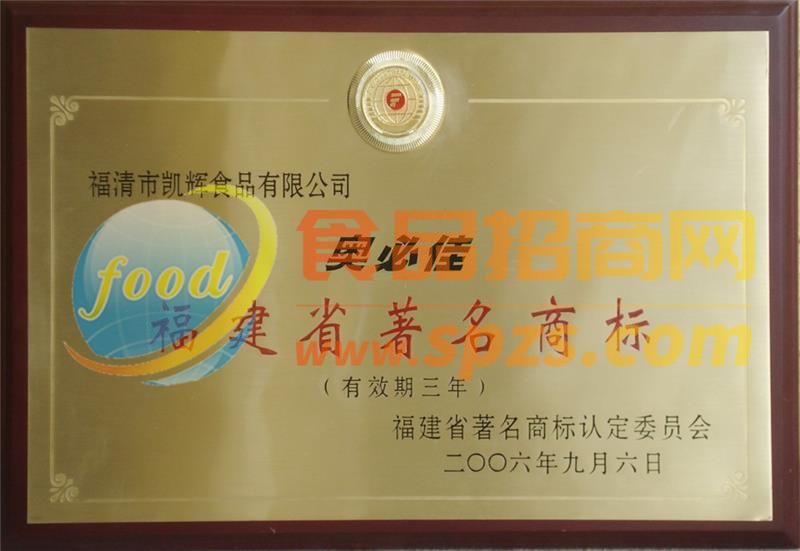 福清市凯辉食品有限公司
奥必佳
食品招商网
food
福建省著名商标
www.spzs.com
（有效期三年）
福建省著名商标认定委员会
二〇〇六年九月六日